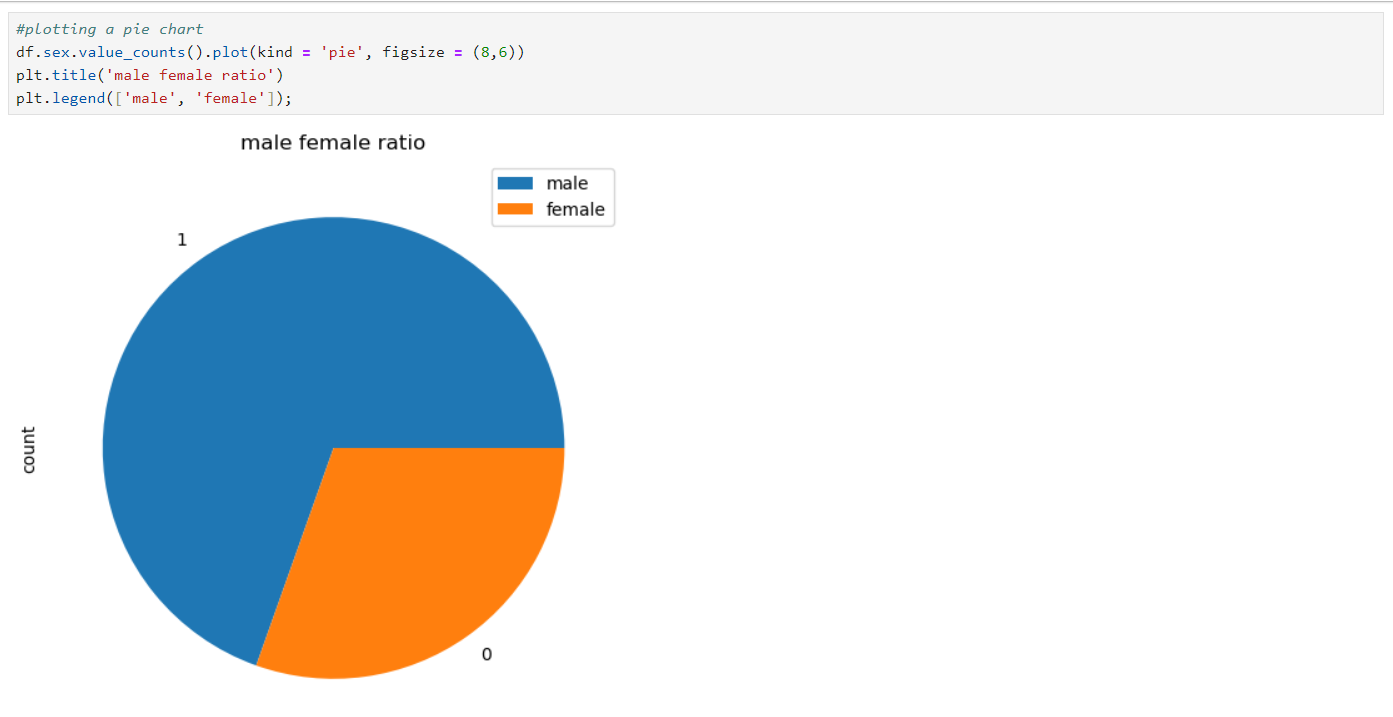 #plotting a pie chart
df.sex.value_counts().plot(kind = 'pie', figsize = (8,6))
plt.title('male female ratio')
plt.legend(['male', 'female']);
male female ratio
male
female
1
count
0